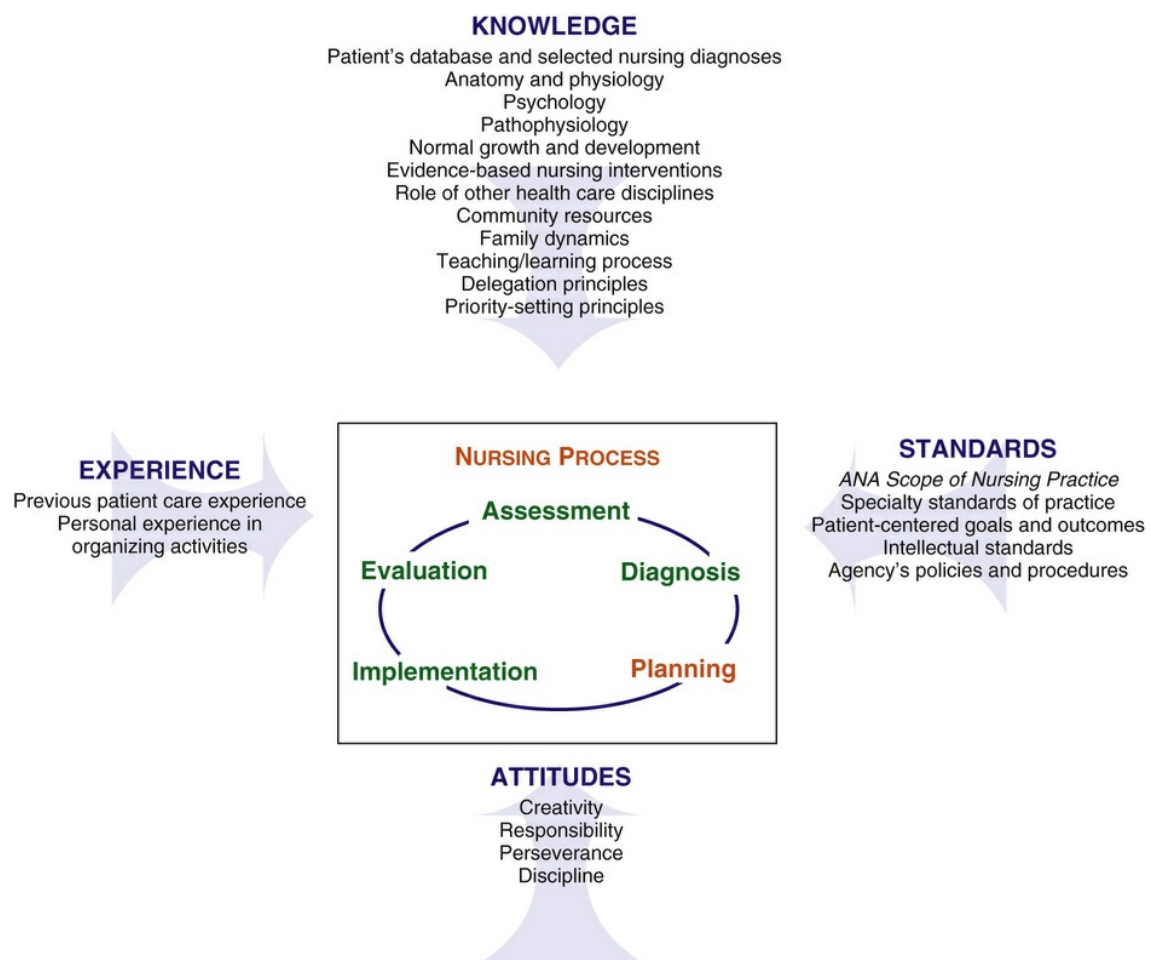 KNOWLEDGE
Patient's database and selected nursing diagnoses
Anatomy and physiology
Psychology
Pathophysiology
Normal growth and development
Evidence-based nursing interventions
Role of other health care disciplines
Community resources
Family dynamics
Teaching/learning process
Delegation principles
Priority-setting principles
EXPERIENCE
Previous patient care experience
Personal experience in
organizing activities
NURSING PROCESS
Assessment
Evaluation
Diagnosis
Implementation
Planning
STANDARDS
ANA Scope of Nursing Practice
Specialty standards of practice
Patient-centered goals and outcomes
Intellectual standards
Agency's policies and procedures
ATTITUDES
Creativity
Responsibility
Perseverance
Discipline